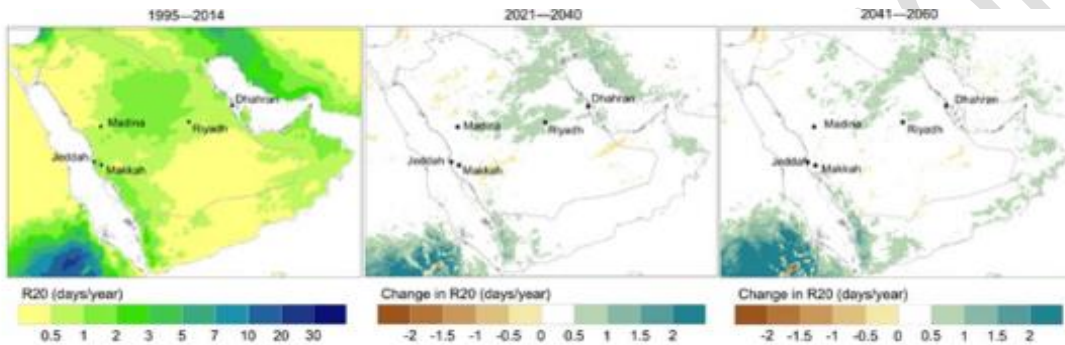 1995—2014
2021—2040
2041—2060
Dhahran
Madina
Riyadh
Jeddah
Makkah
Dhahran
Madina
Riyadh
Jeddah
Makkah
Dhahran
Madina
Riyadh
Jeddah
Makkah
R20 (days/year)
0.5 1 2 3 5 7 10 20 30
Change in R20 (days/year)
-2 -1.5 -1 -0.5 0 0.5 1 1.5 2
Change in R20 (days/year)
-2 -1.5 -1 -0.5 0 0.5 1 1.5 2